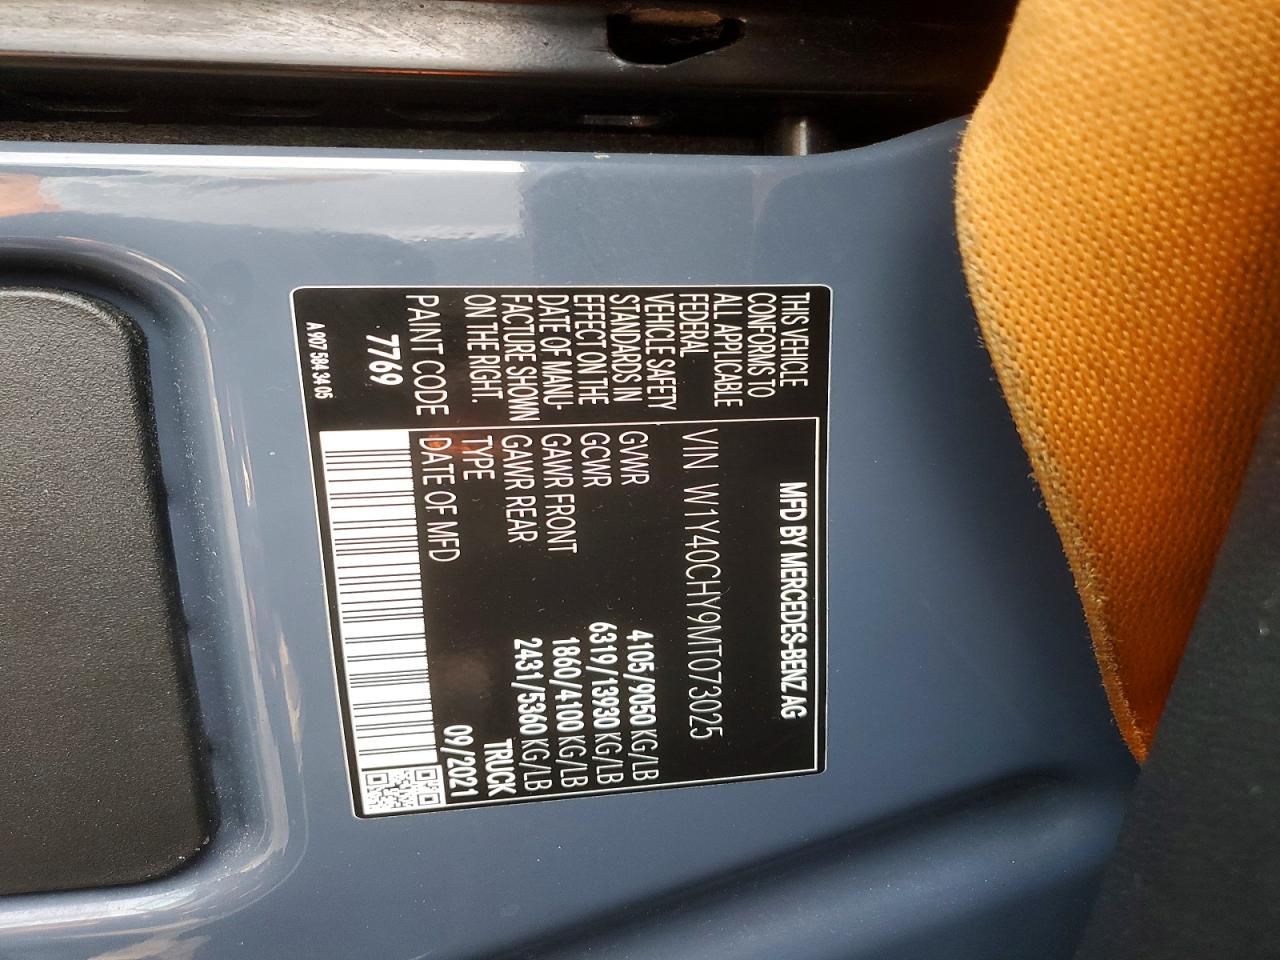 THIS VEHICLE
CONFORMS TO
ALL APPLICABLE
FEDERAL
VEHICLE SAFETY
STANDARDS IN
EFFECT ON THE
DATE OF MANU-
FACTURE SHOWN
ON THE RIGHT.
PAINT CODE
7769
A 907 584 34 05
MFD BY MERCEDES-BENZ AG
VIN W1Y40CHY9MT073025
GVWR 4105/9050 KG/LB
GCWR 6319/13930 KG/LB
GAWR FRONT 1860/4100 KG/LB
GAWR REAR 2431/5360 KG/LB
TYPE TRUCK
DATE OF MFD 09/2021